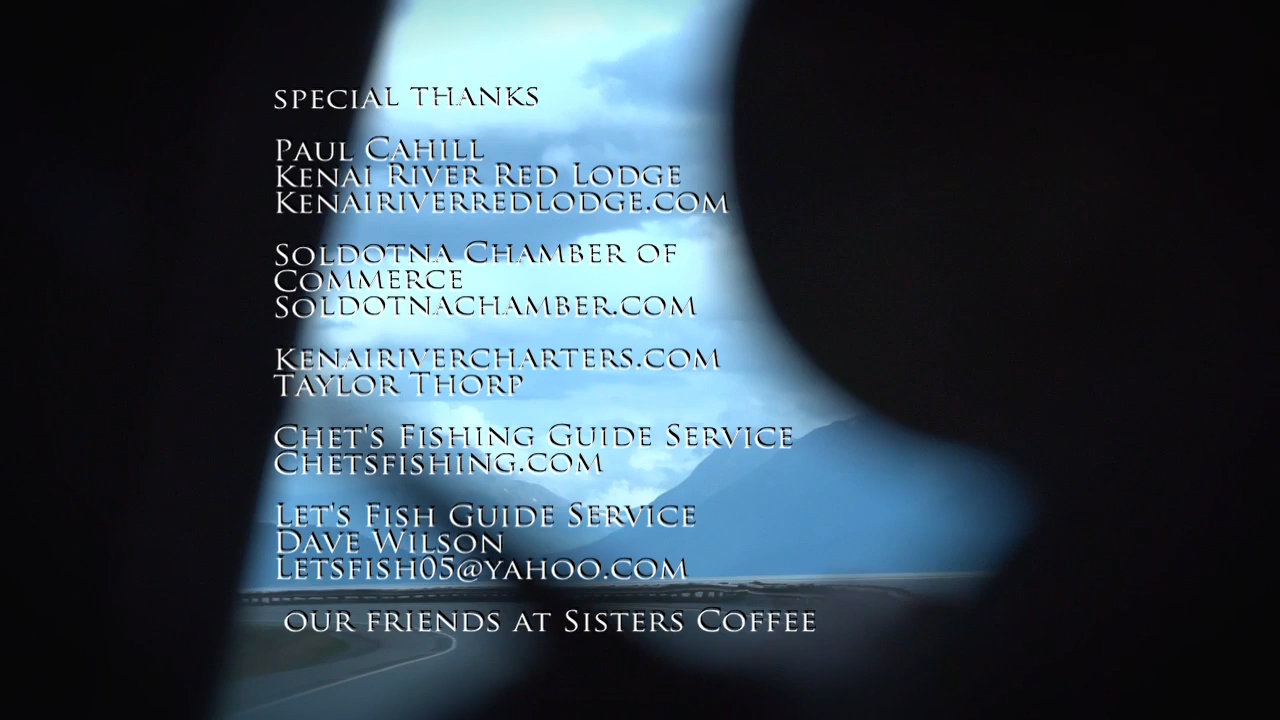 SPECIAL THANKS
PAUL CAHILL
KENAI RIVER RED LODGE
KENAIRIVERREDLODGE.COM
SOLDOTNA CHAMBER OF
COMMERCE
SOLDOTNACHAMBER.COM
KENAIRIVERCHARTERS.COM
TAYLOR THORP
CHET'S FISHING GUIDE SERVICE
CHETSFISHING.COM
LET'S FISH GUIDE SERVICE
DAVE WILSON
LETSFISH05@YAHOO.COM
OUR FRIENDS AT SISTERS COFFEE